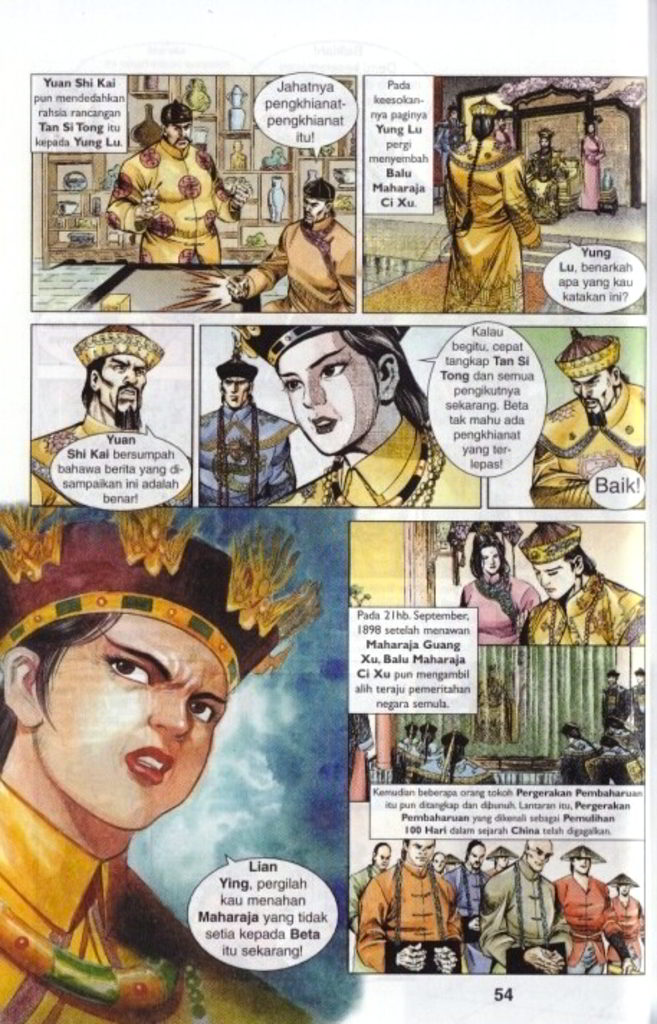 Yuan Shi Kai
pun mendedahkan
rahsia rancangan
Tan Si Tong itu
kepada Yung Lu.
Jahatnya
pengkhianat-
pengkhianat
itu!
Pada
keesokan-
nya paginya
Yung Lu
pergi
menyembah
Balu
Maharaja
Ci Xu.
Yung
Lu, benarkah
apa yang kau
katakan ini?
Yuan
Shi Kai bersumpah
bahawa berita yang di-
sampaikan ini adalah
benar!
Kalau
begitu, cepat
tangkap Tan Si
Tong dan semua
pengikutnya
sekarang. Beta
tak mahu ada
pengkhianat
yang ter-
lepas!
Baik!
Lian
Ying, pergilah
kau menahan
Maharaja yang tidak
setia kepada Beta
itu sekarang!
Pada 21hb. September,
1898 setelah menawan
Maharaja Guang
Xu, Balu Maharaja
Ci Xu pun mengambil
alih teraju pemeritahan
negara semula.
Kemudian beberapa orang tokoh Pergerakan Pembaharuan
itu pun ditangkap dan dibunuh. Lantaran itu, Pergerakan
Pembaharuan yang dikenali sebagai Pemulihan
100 Hari dalam sejarah China telah digagalkan.
54